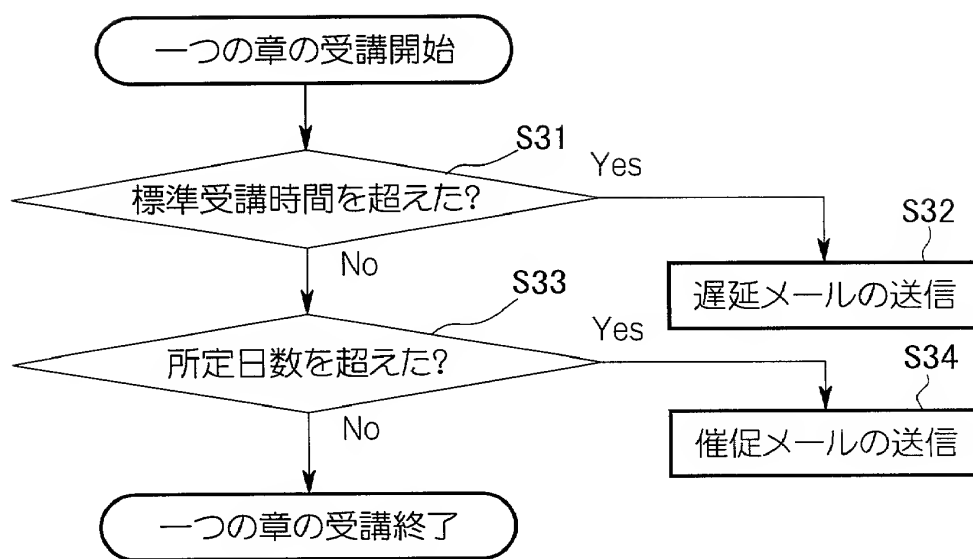 一つの章の受講開始
S31
Yes
標準受講時間を超えた?
S32
No
遅延メールの送信
S33
Yes
所定日数を超えた?
S34
No
催促メールの送信
一つの章の受講終了